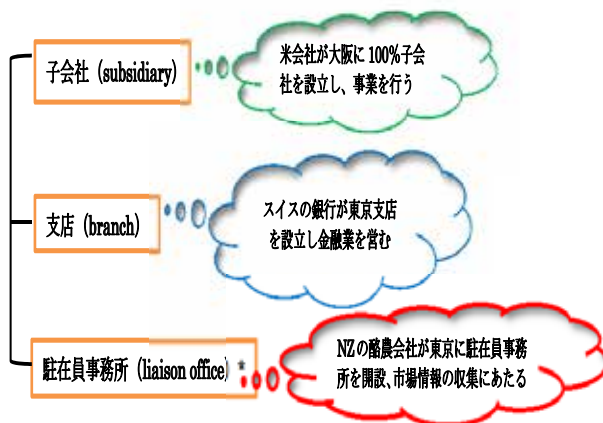 子会社 (subsidiary)
米会社が大阪に 100%子会
社を設立し、事業を行う
支店 (branch)
スイスの銀行が東京支店
を設立し金融業を営む
駐在員事務所 (liaison office) *
NZの酪農会社が東京に駐在員事務
所を開設、市場情報の収集にあたる